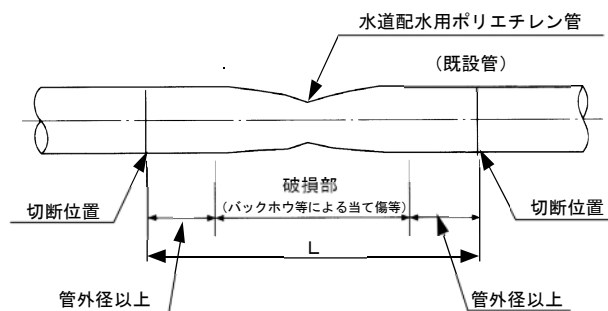 水道配水用ポリエチレン管
(既設管)
破損部
(バックホウ等による当て傷等)
切断位置
切断位置
L
管外径以上
管外径以上